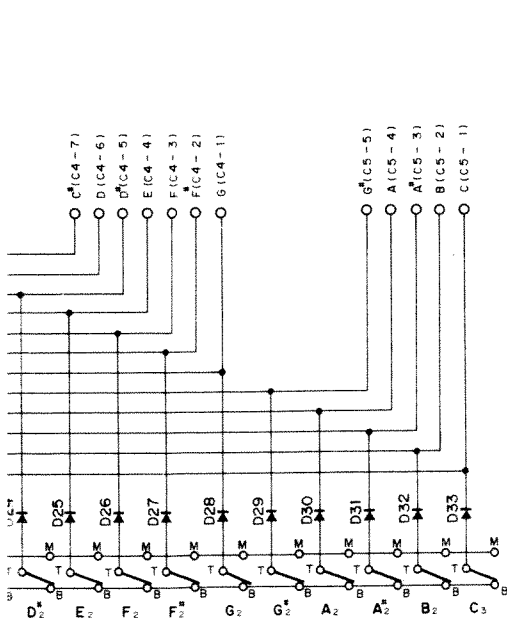 C#(C4-7)
D(C4-6)
D#(C4-5)
E(C4-4)
F(C4-3)
F#(C4-2)
G(C4-1)
G#(C5-5)
A(C5-4)
A#(C5-3)
B(C5-2)
C(C5-1)
D25 D26 D27 D28 D29 D30 D31 D32 D33
M M M M M M M M M M
T T T T T T T T T T
B B B B B B B B B B B
D#2 E2 F2 F#2 G2 G#2 A2 A#2 B2 C3